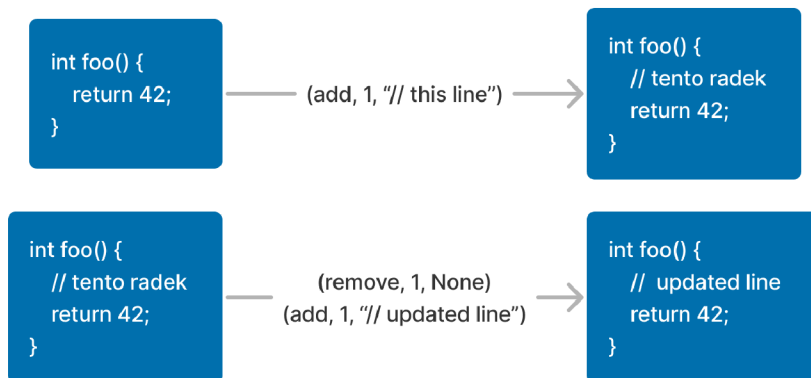 int foo() {
return 42;
}
(add, 1, “// this line”)
int foo() {
// tento radek
return 42;
}
int foo() {
// tento radek
return 42;
}
(remove, 1, None)
(add, 1, “// updated line”)
int foo() {
//  updated line
return 42;
}